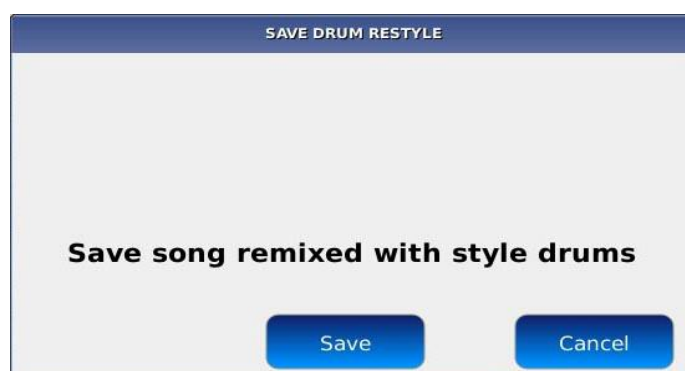 SAVE DRUM RESTYLE
Save song remixed with style drums
Save
Cancel